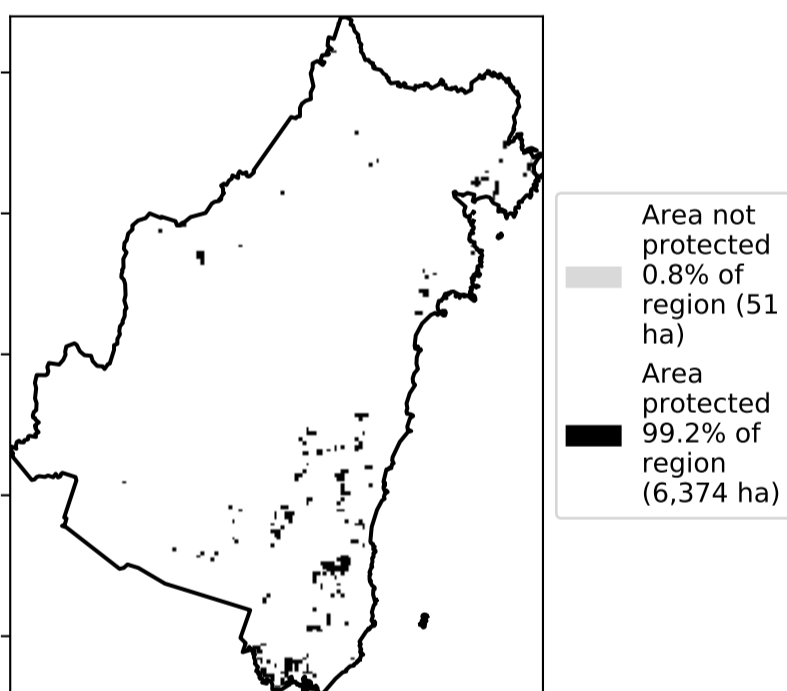 Area not
protected
0.8% of
region (51
ha)
Area
protected
99.2% of
region
(6,374 ha)